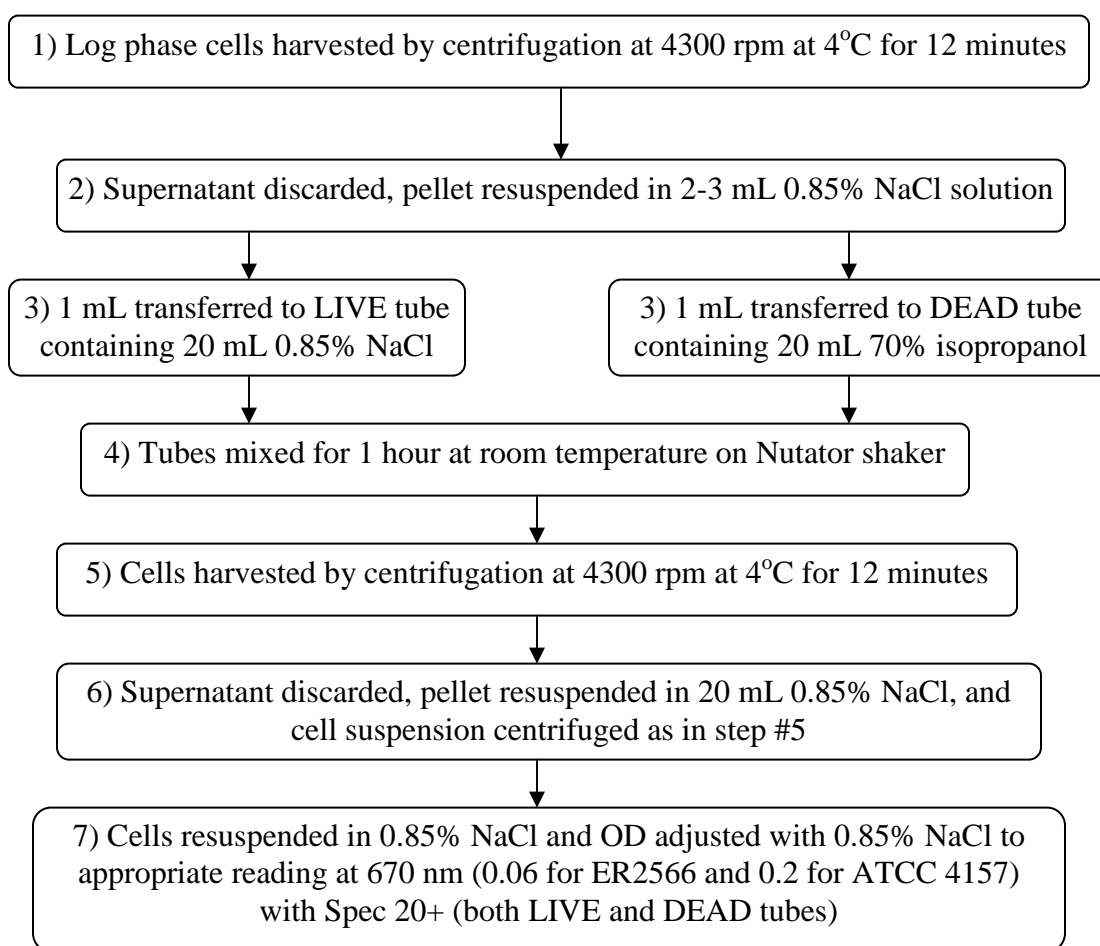 1) Log phase cells harvested by centrifugation at 4300 rpm at 4°C for 12 minutes
2) Supernatant discarded, pellet resuspended in 2-3 mL 0.85% NaCl solution
3) 1 mL transferred to LIVE tube
containing 20 mL 0.85% NaCl
3) 1 mL transferred to DEAD tube
containing 20 mL 70% isopropanol
4) Tubes mixed for 1 hour at room temperature on Nutator shaker
5) Cells harvested by centrifugation at 4300 rpm at 4°C for 12 minutes
6) Supernatant discarded, pellet resuspended in 20 mL 0.85% NaCl, and
cell suspension centrifuged as in step #5
7) Cells resuspended in 0.85% NaCl and OD adjusted with 0.85% NaCl to
appropriate reading at 670 nm (0.06 for ER2566 and 0.2 for ATCC 4157)
with Spec 20+ (both LIVE and DEAD tubes)